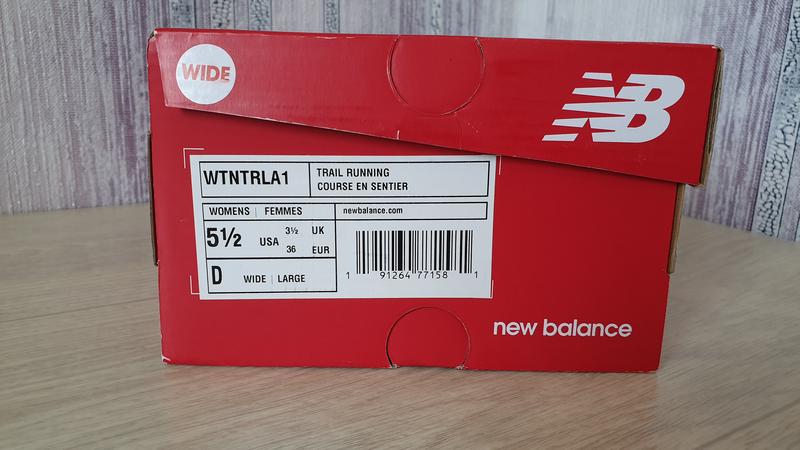 WIDE
NB
WTNTRLA1
TRAIL RUNNING
COURSE EN SENTIER
WOMENS | FEMMES
newbalance.com
5½ USA 3½ UK
36 EUR
D WIDE | LARGE
1 91264 77158 1
new balance